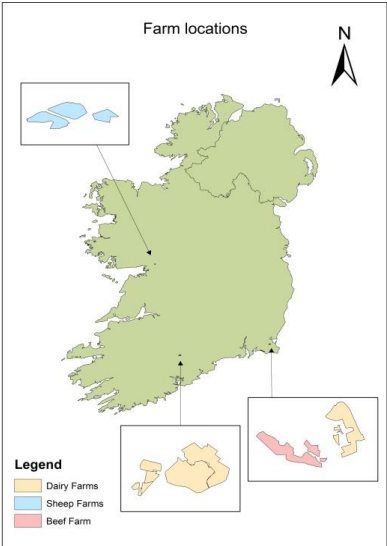 Farm locations
N
Legend
Dairy Farms
Sheep Farms
Beef Farm